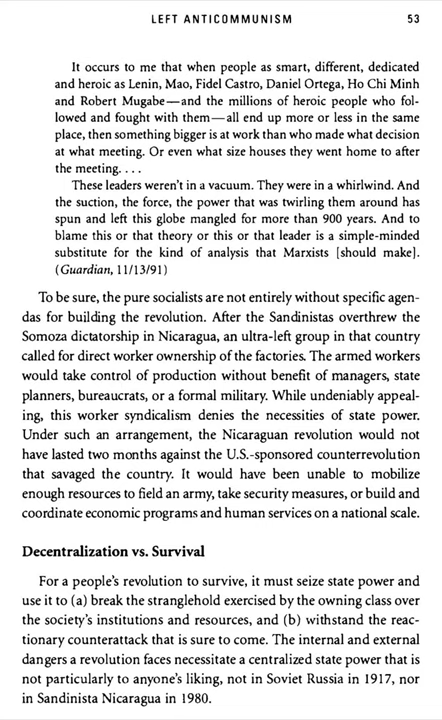 LEFT ANTICOMMUNISM 53
It occurs to me that when people as smart, different, dedicated
and heroic as Lenin, Mao, Fidel Castro, Daniel Ortega, Ho Chi Minh
and Robert Mugabe—and the millions of heroic people who fol-
lowed and fought with them—all end up more or less in the same
place, then something bigger is at work than who made what decision
at what meeting. Or even what size houses they went home to after
the meeting. . . .
These leaders weren't in a vacuum. They were in a whirlwind. And
the suction, the force, the power that was twirling them around has
spun and left this globe mangled for more than 900 years. And to
blame this or that theory or this or that leader is a simple-minded
substitute for the kind of analysis that Marxists [should make].
(Guardian, 11/13/91)
To be sure, the pure socialists are not entirely without specific agen-
das for building the revolution. After the Sandinistas overthrew the
Somoza dictatorship in Nicaragua, an ultra-left group in that country
called for direct worker ownership of the factories. The armed workers
would take control of production without benefit of managers, state
planners, bureaucrats, or a formal military. While undeniably appeal-
ing, this worker syndicalism denies the necessities of state power.
Under such an arrangement, the Nicaraguan revolution would not
have lasted two months against the U.S.-sponsored counterrevolution
that savaged the country. It would have been unable to mobilize
enough resources to field an army, take security measures, or build and
coordinate economic programs and human services on a national scale.
Decentralization vs. Survival
For a people's revolution to survive, it must seize state power and
use it to (a) break the stranglehold exercised by the owning class over
the society's institutions and resources, and (b) withstand the reac-
tionary counterattack that is sure to come. The internal and external
dangers a revolution faces necessitate a centralized state power that is
not particularly to anyone's liking, not in Soviet Russia in 1917, nor
in Sandinista Nicaragua in 1980.